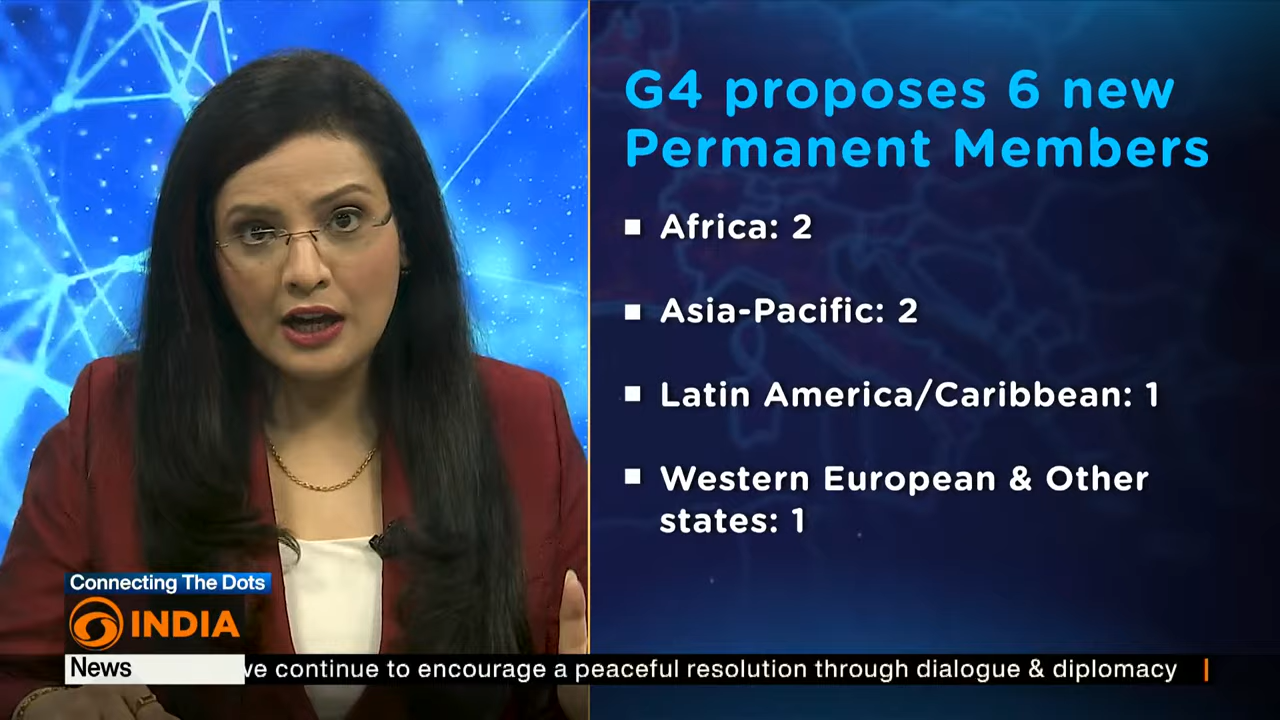 G4 proposes 6 new
Permanent Members
Africa: 2
Asia-Pacific: 2
Latin America/Caribbean: 1
Western European & Other
states: 1
Connecting The Dots
INDIA
News
ve continue to encourage a peaceful resolution through dialogue & diplomacy